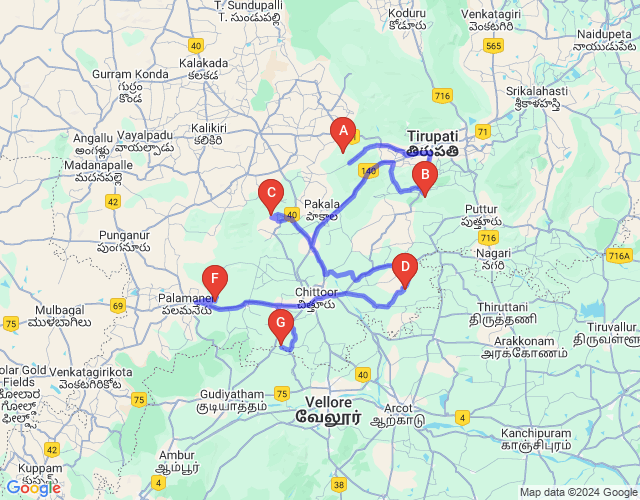 T. Sundupalli
T. సుండుపల్లి
Koduru
కోడూరు
Venkatagiri
వెంకటగిరి
40
565
Naidupeta
నాయుడుపేట
Kalakada
కలకడ
Gurram Konda
గుర్రం
కొండ
716
Srikalahasti
శ్రీకాళహస్తి
Angallu
అంగళ్లు
Vayalpadu
వాయల్పాడు
Kalikiri
కలికిరి
A
Tirupati
తిరుపతి
71
Madanapalle
మదనపల్లె
140
B
42
C
40
Pakala
పాకాల
Puttur
పుత్తూరు
Punganur
పుంగనూరు
716
Nagari
నగరి
716A
D
F
Chittoor
చిత్తూరు
Palamaner
పలమనేరు
Mulbagal
ముళబాగిలు
69
75
G
Thiruttani
திருத்தணி
Tiruvallur
திருவள்ளூர்
Arakkonam
அரக்கோணம்
olar Gold
Fields
Venkatagirikota
వెంకటగిరికోట
40
Gudiyatham
குடியாத்தம்
75
75
Vellore
வேலூர்
Arcot
ஆற்காடு
4
4
Kanchipuram
காஞ்சிபுரம்
42
Kuppam
Ambur
ஆம்பூர்
38
Google
Map data ©2024 Google